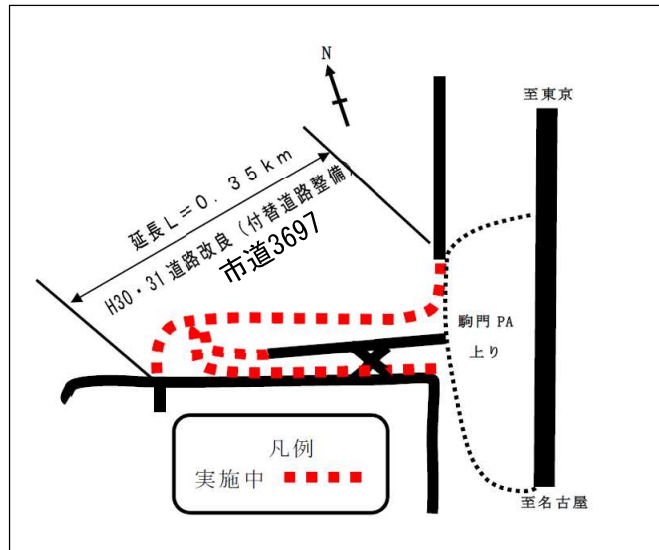 N
至東京
延長L=0.35km
H30・31道路改良(付替道路整備)
市道3697
駒門PA
上り
凡例
実施中
至名古屋